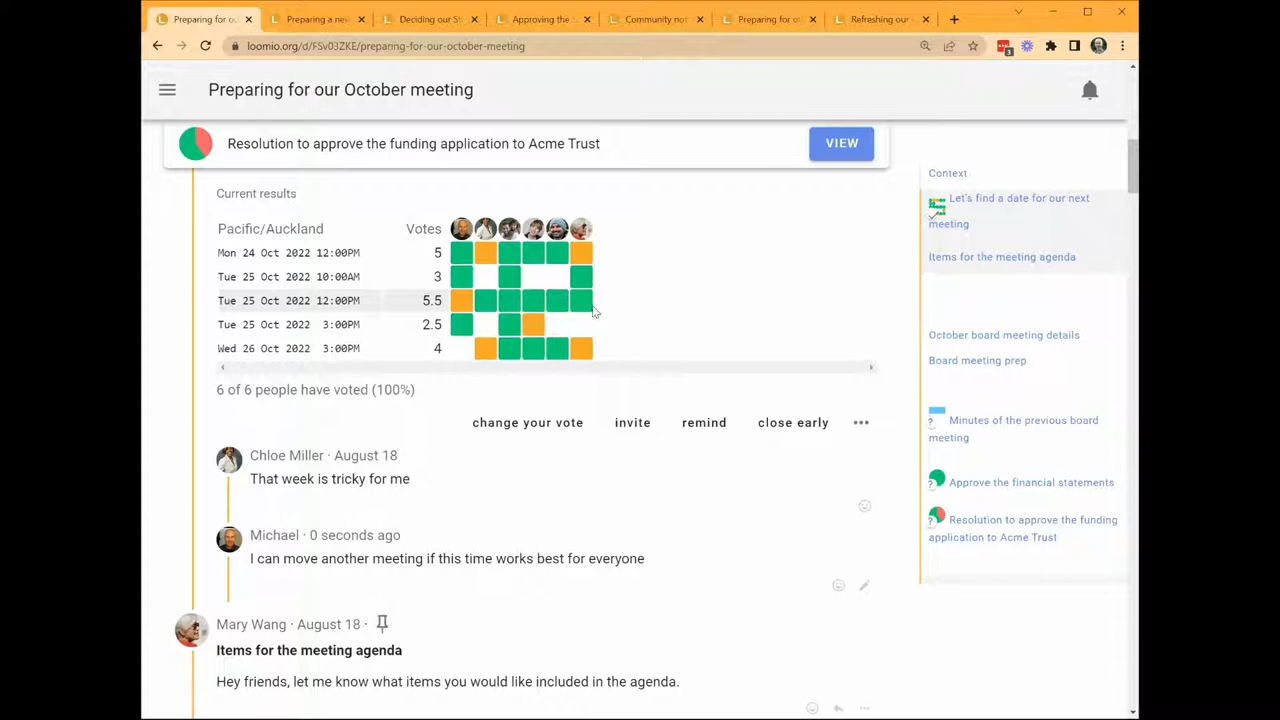 Preparing for ou
Preparing a new
Deciding our St
Approving the S
Community not
Preparing for ou
Refreshing our
loomio.org/d/FSv03ZKE/preparing-for-our-october-meeting
Preparing for our October meeting
Resolution to approve the funding application to Acme Trust
VIEW
Current results
Pacific/Auckland Votes
Mon 24 Oct 2022 12:00PM 5
Tue 25 Oct 2022 10:00AM 3
Tue 25 Oct 2022 12:00PM 5.5
Tue 25 Oct 2022 3:00PM 2.5
Wed 26 Oct 2022 3:00PM 4
6 of 6 people have voted (100%)
change your vote invite remind close early
Chloe Miller · August 18
That week is tricky for me
Michael · 0 seconds ago
I can move another meeting if this time works best for everyone
Mary Wang · August 18 ·
Items for the meeting agenda
Hey friends, let me know what items you would like included in the agenda.
Context
Let's find a date for our next
meeting
Items for the meeting agenda
October board meeting details
Board meeting prep
Minutes of the previous board
meeting
Approve the financial statements
Resolution to approve the funding
application to Acme Trust